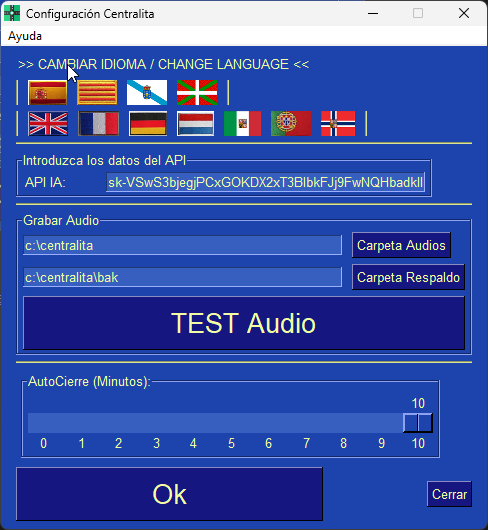 Configuración Centralita
Ayuda
>> CAMBIAR IDIOMA / CHANGE LANGUAGE <<
Introduzca los datos del API
API IA:
Grabar Audio
c:\centralita Carpeta Audios
c:\centralita\bak Carpeta Respaldo
TEST Audio
AutoCierre (Minutos):
10
0 1 2 3 4 5 6 7 8 9 10
Ok Cerrar